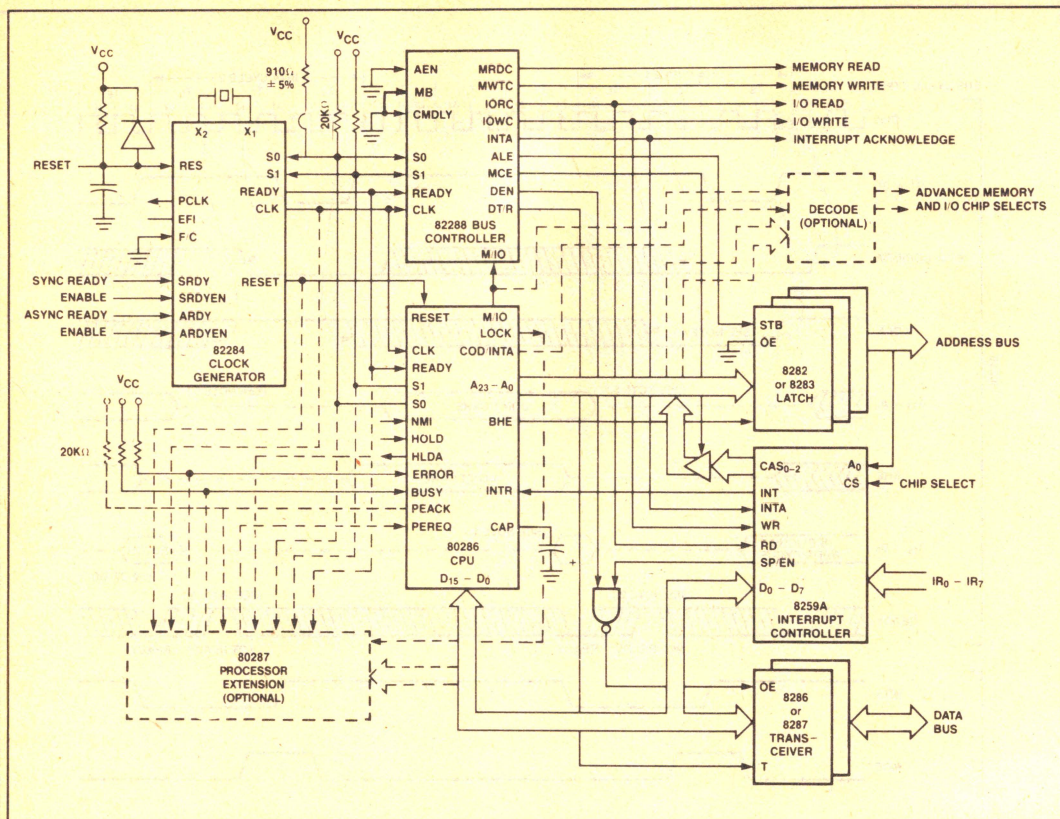 V_CC
RESET
X₂
X₁
RES
PCLK
EFI
F/C
S0
S1
READY
CLK
RESET
SYNC READY
ENABLE
ASYNC READY
ENABLE
SRDY
SRDYEN
ARDY
ARDYEN
82284
CLOCK
GENERATOR
V_CC
910Ω
± 5%
V_CC
20KΩ
AEN
MB
CMDLY
S0
S1
READY
CLK
MRDC
MWTC
IORC
IOWC
INTA
ALE
MCE
DEN
DT/R
82288 BUS
CONTROLLER
M/IO
MEMORY READ
MEMORY WRITE
I/O READ
I/O WRITE
INTERRUPT ACKNOWLEDGE
DECODE
(OPTIONAL)
ADVANCED MEMORY
AND I/O CHIP SELECTS
V_CC
20KΩ
RESET
CLK
READY
S1
S0
NMI
HOLD
HLDA
ERROR
BUSY
PEACK
PEREQ
M/IO
LOCK
COD/INTA
A₂₃ – A₀
BHE
INTR
CAP
+
80286
CPU
D₁₅ – D₀
STB
OE
8282
or 8283
LATCH
ADDRESS BUS
CAS₀₋₂
INT
INTA
WR
RD
SP/EN
D₀ – D₇
A₀
CS
CHIP SELECT
IR₀ – IR₇
8259A
INTERRUPT
CONTROLLER
80287
PROCESSOR
EXTENSION
(OPTIONAL)
OE
8286
or
8287
TRANS-
CEIVER
T
DATA
BUS